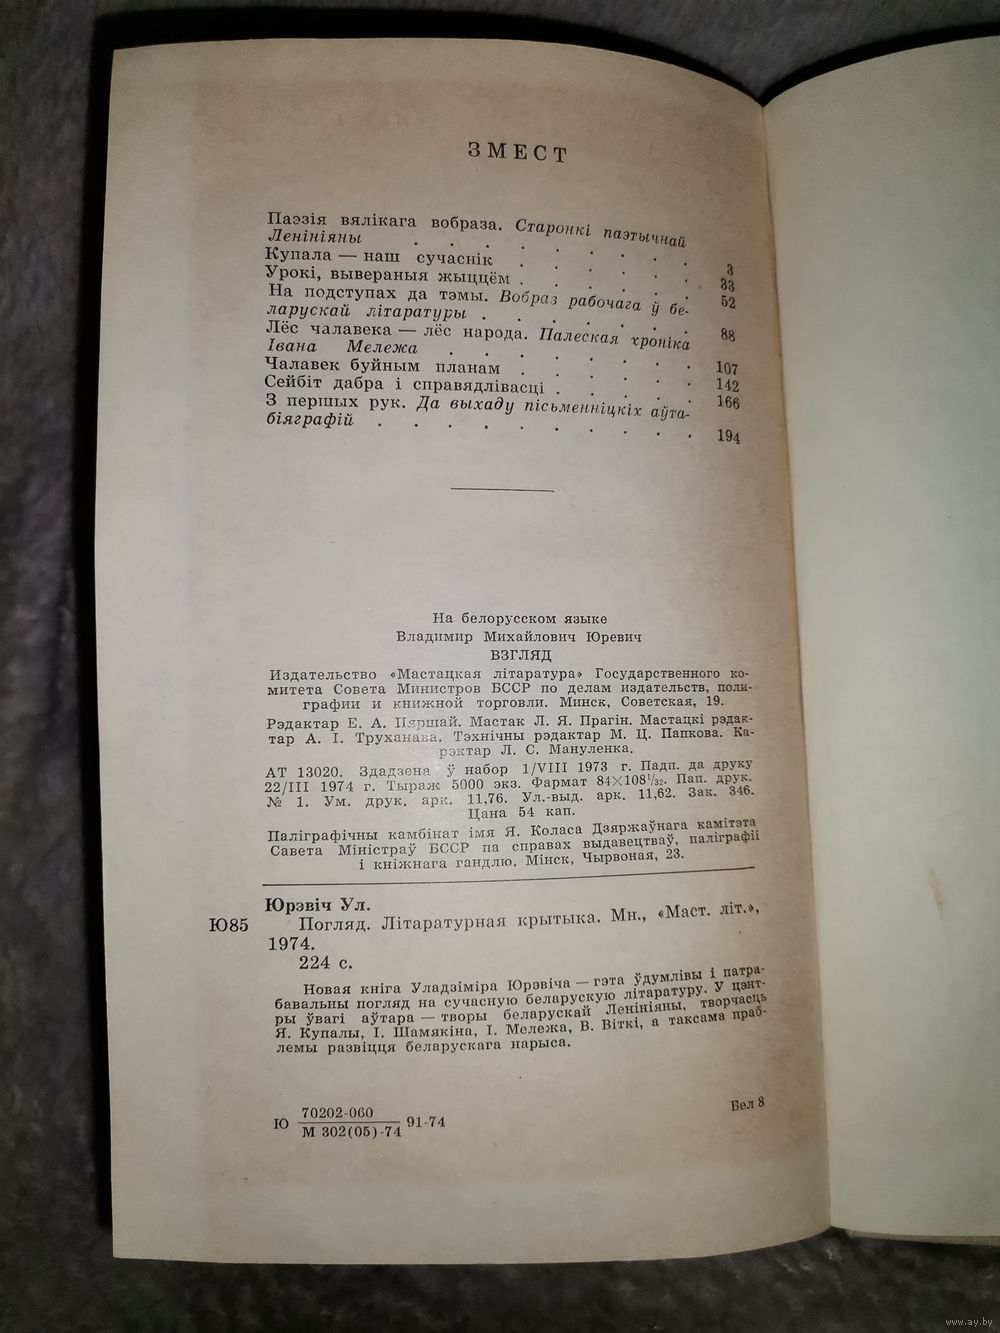 ЗМЕСТ
Паэзія вялікага вобраза. Старонкі паэтычнай
Ленініяны . . . . . . . . 3
Купала — наш сучаснік . . . . . 33
Урокі, вывераныя жыццём . . . . . 52
На подступах да тэмы. Вобраз рабочага ў бе-
ларускай літаратуры . . . . . . 88
Лёс чалавека — лёс народа. Палеская хроніка
Івана Мележа . . . . . . . 107
Чалавек буйным планам . . . . . 142
Сейбіт дабра і справядлівасці . . . . 166
З першых рук. Да выхаду пісьменніцкіх аўта-
біяграфій . . . . . . . . . 194
На белорусском языке
Владимир Михайлович Юревич
ВЗГЛЯД
Издательство «Мастацкая літаратура» Государственного ко-
митета Совета Министров БССР по делам издательств, поли-
графии и книжной торговли. Минск, Советская, 19.
Рэдактар Е. А. Пяршай. Мастак Л. Я. Прагін. Мастацкі рэдак-
тар А. І. Труханава. Тэхнічны рэдактар М. Ц. Папкова. Ка-
рэктар Л. С. Мануленка.
АТ 13020. Здадзена ў набор 1/VIII 1973 г. Падп. да друку
22/III 1974 г. Тыраж 5000 экз. Фармат 84×108¹/₃₂. Пап. друк.
№ 1. Ум. друк. арк. 11,76. Ул.-выд. арк. 11,62. Зак. 346.
Цана 54 кап.
Паліграфічны камбінат імя Я. Коласа Дзяржаўнага камітэта
Савета Міністраў БССР па справах выдавецтваў, паліграфіі
і кніжнага гандлю. Мінск, Чырвоная, 23.
Юрэвіч Ул.
Ю85 Погляд. Літаратурная крытыка. Мн., «Маст. літ.»,
1974.
224 с.
Новая кніга Уладзіміра Юрэвіча — гэта ўдумлівы і патра-
бавальны погляд на сучасную беларускую літаратуру. У цэнт-
ры ўвагі аўтара — творы беларускай Ленініяны, творчасць
Я. Купалы, І. Шамякіна, І. Мележа, В. Віткі, а таксама праб-
лемы развіцця беларускага нарыса.
70202-060
Ю 91-74
М 302(05)-74
Бел 8
www.ay.by